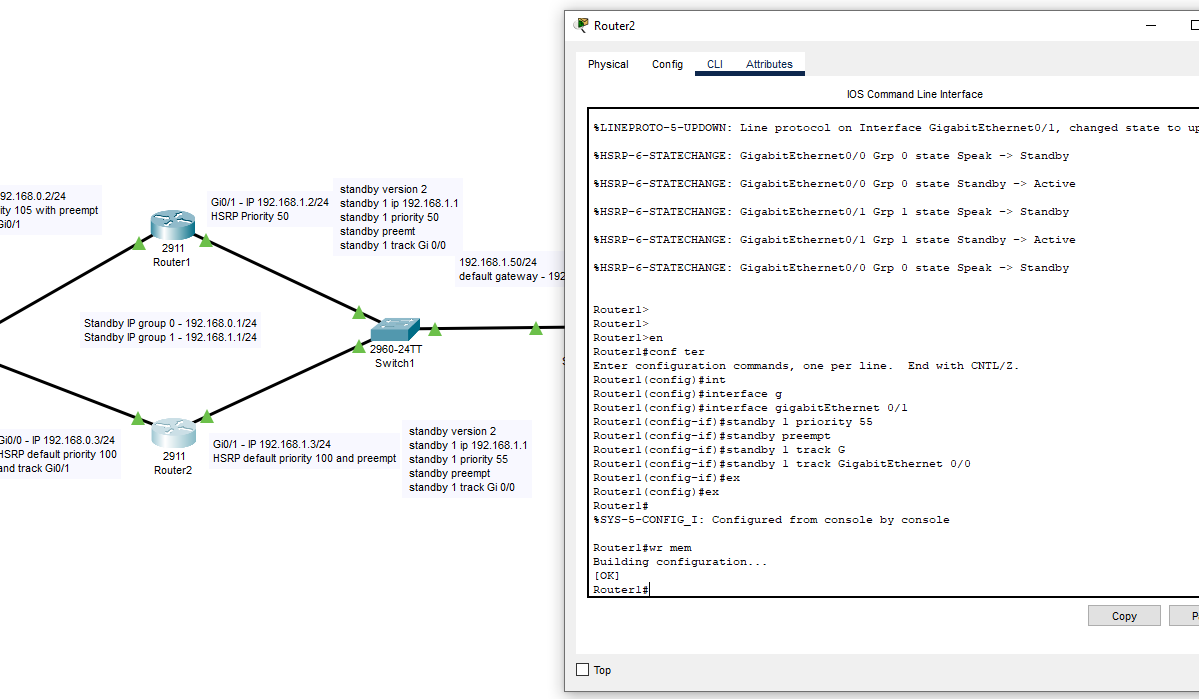 92.168.0.2/24
ity 105 with preempt
Gi0/1
2911
Router1
Gi0/1 - IP 192.168.1.2/24
HSRP Priority 50
standby version 2
standby 1 ip 192.168.1.1
standby 1 priority 50
standby preemt
standby 1 track Gi 0/0
192.168.1.50/24
default gateway - 192
Standby IP group 0 - 192.168.0.1/24
Standby IP group 1 - 192.168.1.1/24
2960-24TT
Switch1
Gi0/0 - IP 192.168.0.3/24
HSRP default priority 100
and track Gi0/1
2911
Router2
Gi0/1 - IP 192.168.1.3/24
HSRP default priority 100 and preempt
standby version 2
standby 1 ip 192.168.1.1
standby 1 priority 55
standby preempt
standby 1 track Gi 0/0
Router2
Physical Config CLI Attributes
IOS Command Line Interface
%LINEPROTO-5-UPDOWN: Line protocol on Interface GigabitEthernet0/1, changed state to up
%HSRP-6-STATECHANGE: GigabitEthernet0/0 Grp 0 state Speak -> Standby
%HSRP-6-STATECHANGE: GigabitEthernet0/0 Grp 0 state Standby -> Active
%HSRP-6-STATECHANGE: GigabitEthernet0/1 Grp 1 state Speak -> Standby
%HSRP-6-STATECHANGE: GigabitEthernet0/1 Grp 1 state Standby -> Active
%HSRP-6-STATECHANGE: GigabitEthernet0/0 Grp 0 state Speak -> Standby
Router1>
Router1>
Router1>en
Router1#conf ter
Enter configuration commands, one per line.  End with CNTL/Z.
Router1(config)#int
Router1(config)#interface g
Router1(config)#interface gigabitEthernet 0/1
Router1(config-if)#standby 1 priority 55
Router1(config-if)#standby preempt
Router1(config-if)#standby 1 track G
Router1(config-if)#standby 1 track GigabitEthernet 0/0
Router1(config-if)#ex
Router1(config)#ex
Router1#
%SYS-5-CONFIG_I: Configured from console by console
Router1#wr mem
Building configuration...
[OK]
Router1#
Copy
P
Top